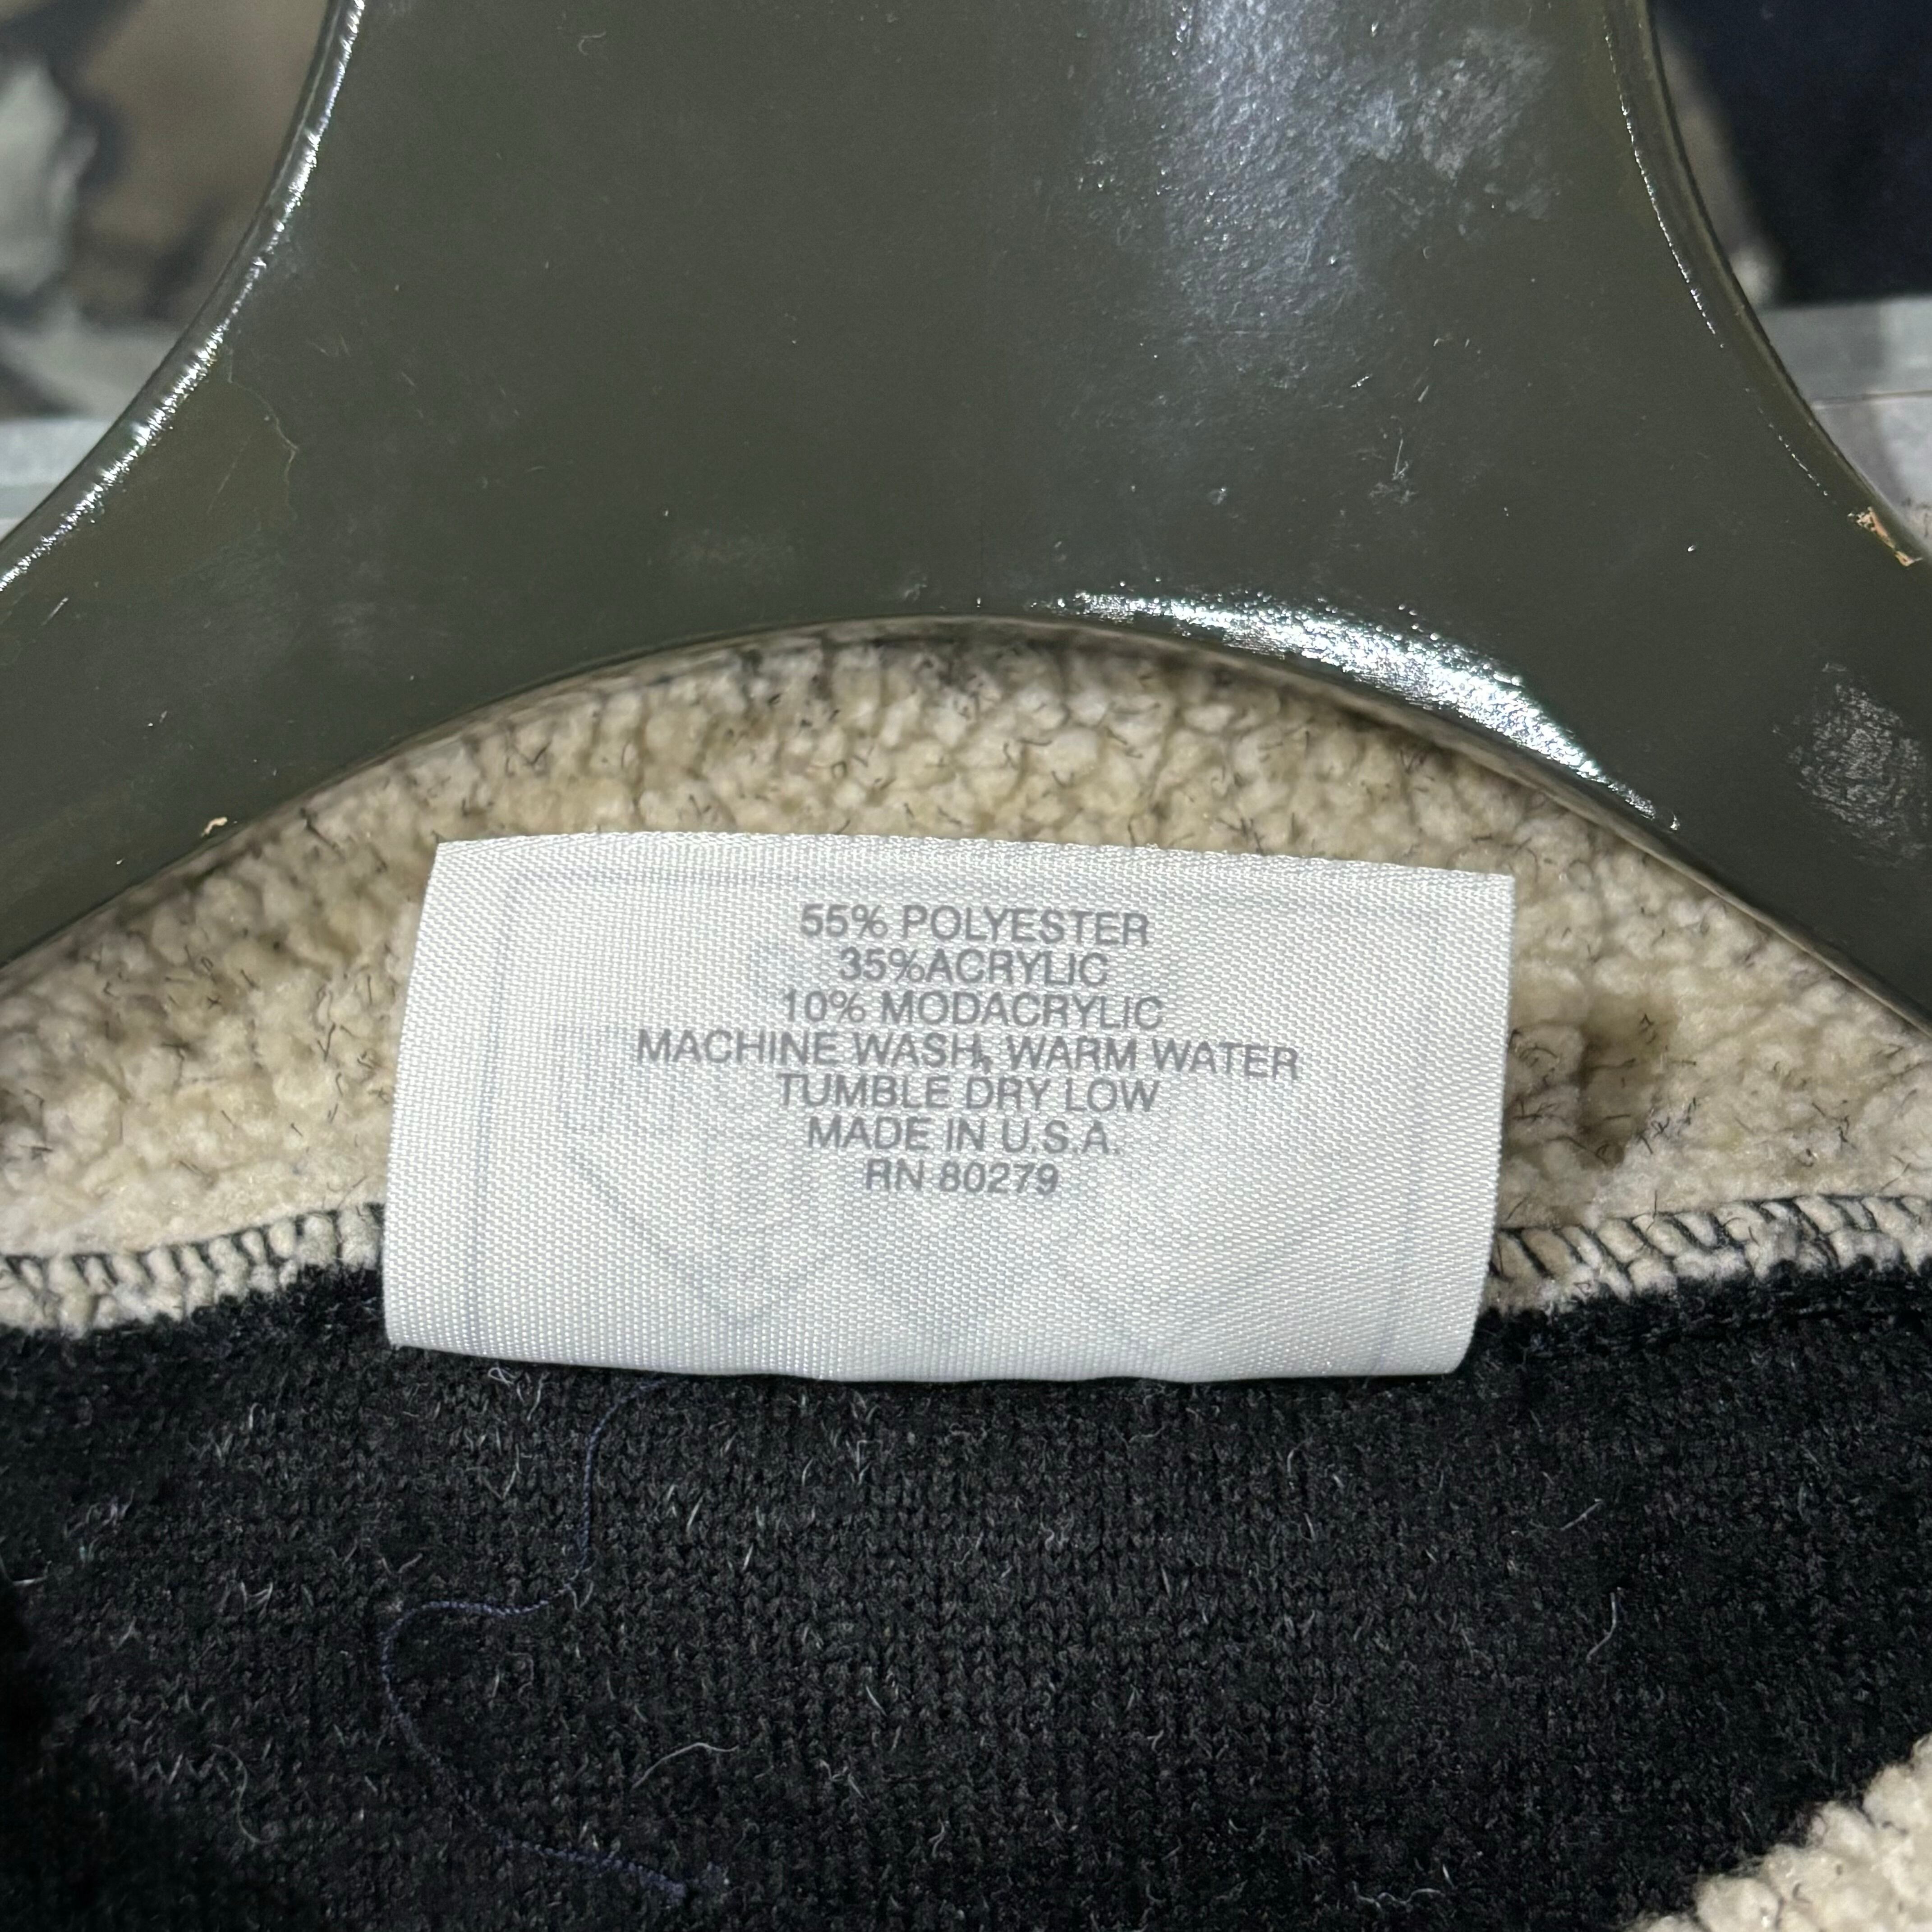 55% POLYESTER
35%ACRYLIC
10% MODACRYLIC
MACHINE WASH, WARM WATER
TUMBLE DRY LOW
MADE IN U.S.A.
RN 80279